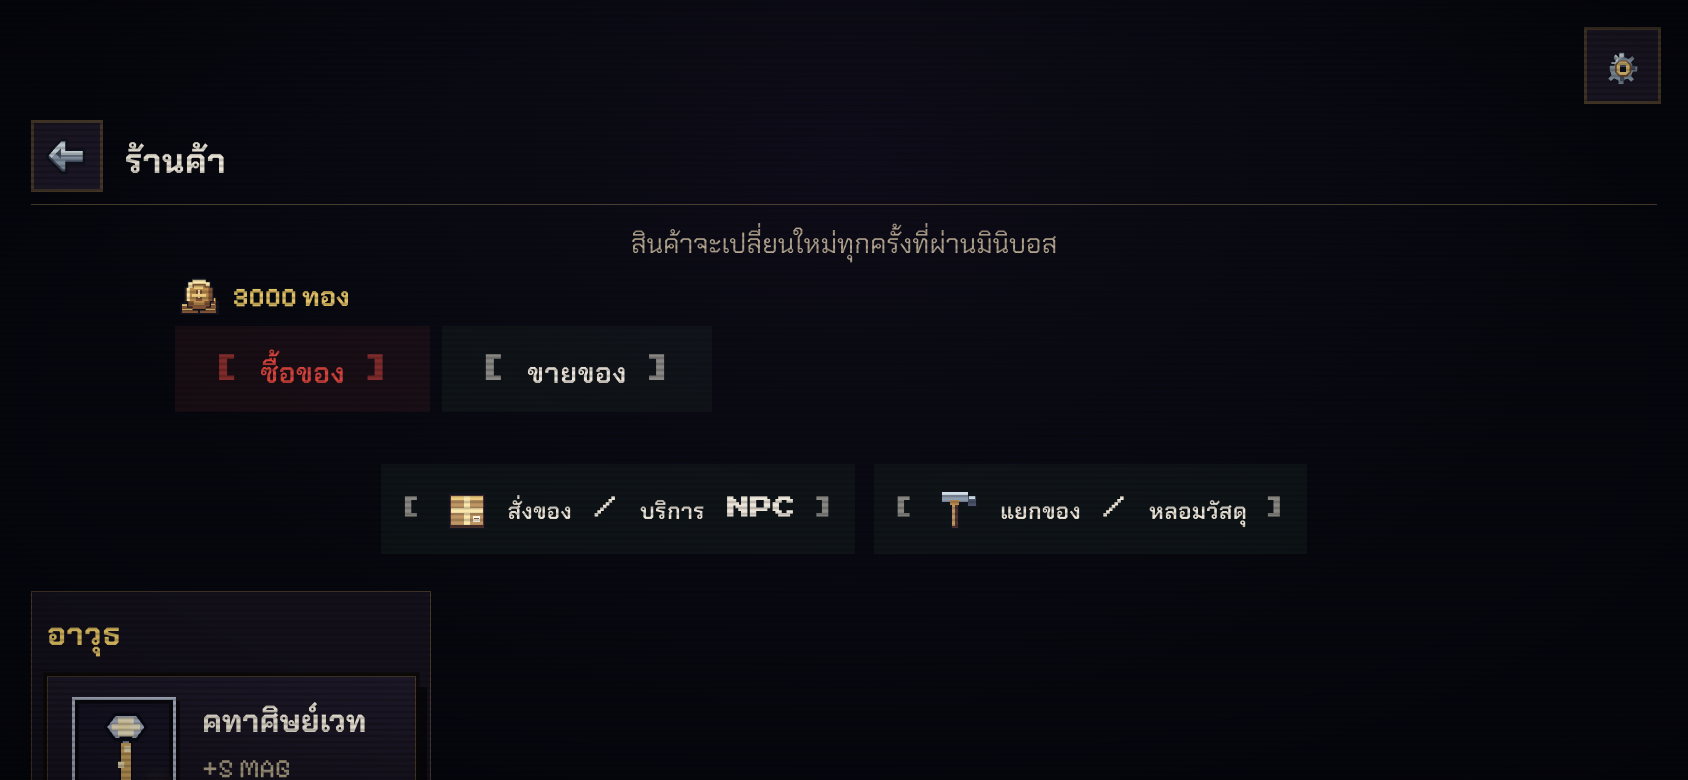 ร้านค้า
สินค้าจะเปลี่ยนใหม่ทุกครั้งที่ผ่านมินิบอส
3000 ทอง
[ ซื้อของ ] [ ขายของ ]
[ สั่งของ / บริการ NPC ] [ แยกของ / หลอมวัสดุ ]
อาวุธ
คทาศิษย์เวท
+S MAG